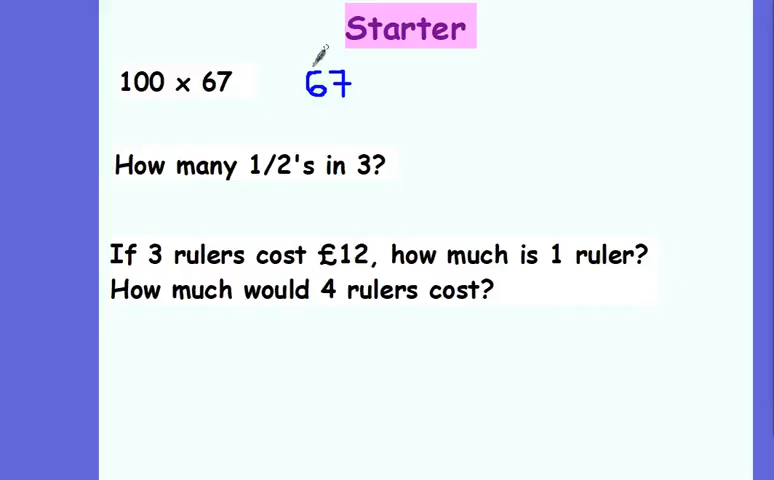 Starter
100 x 67 67
How many 1/2's in 3?
If 3 rulers cost £12, how much is 1 ruler?
How much would 4 rulers cost?